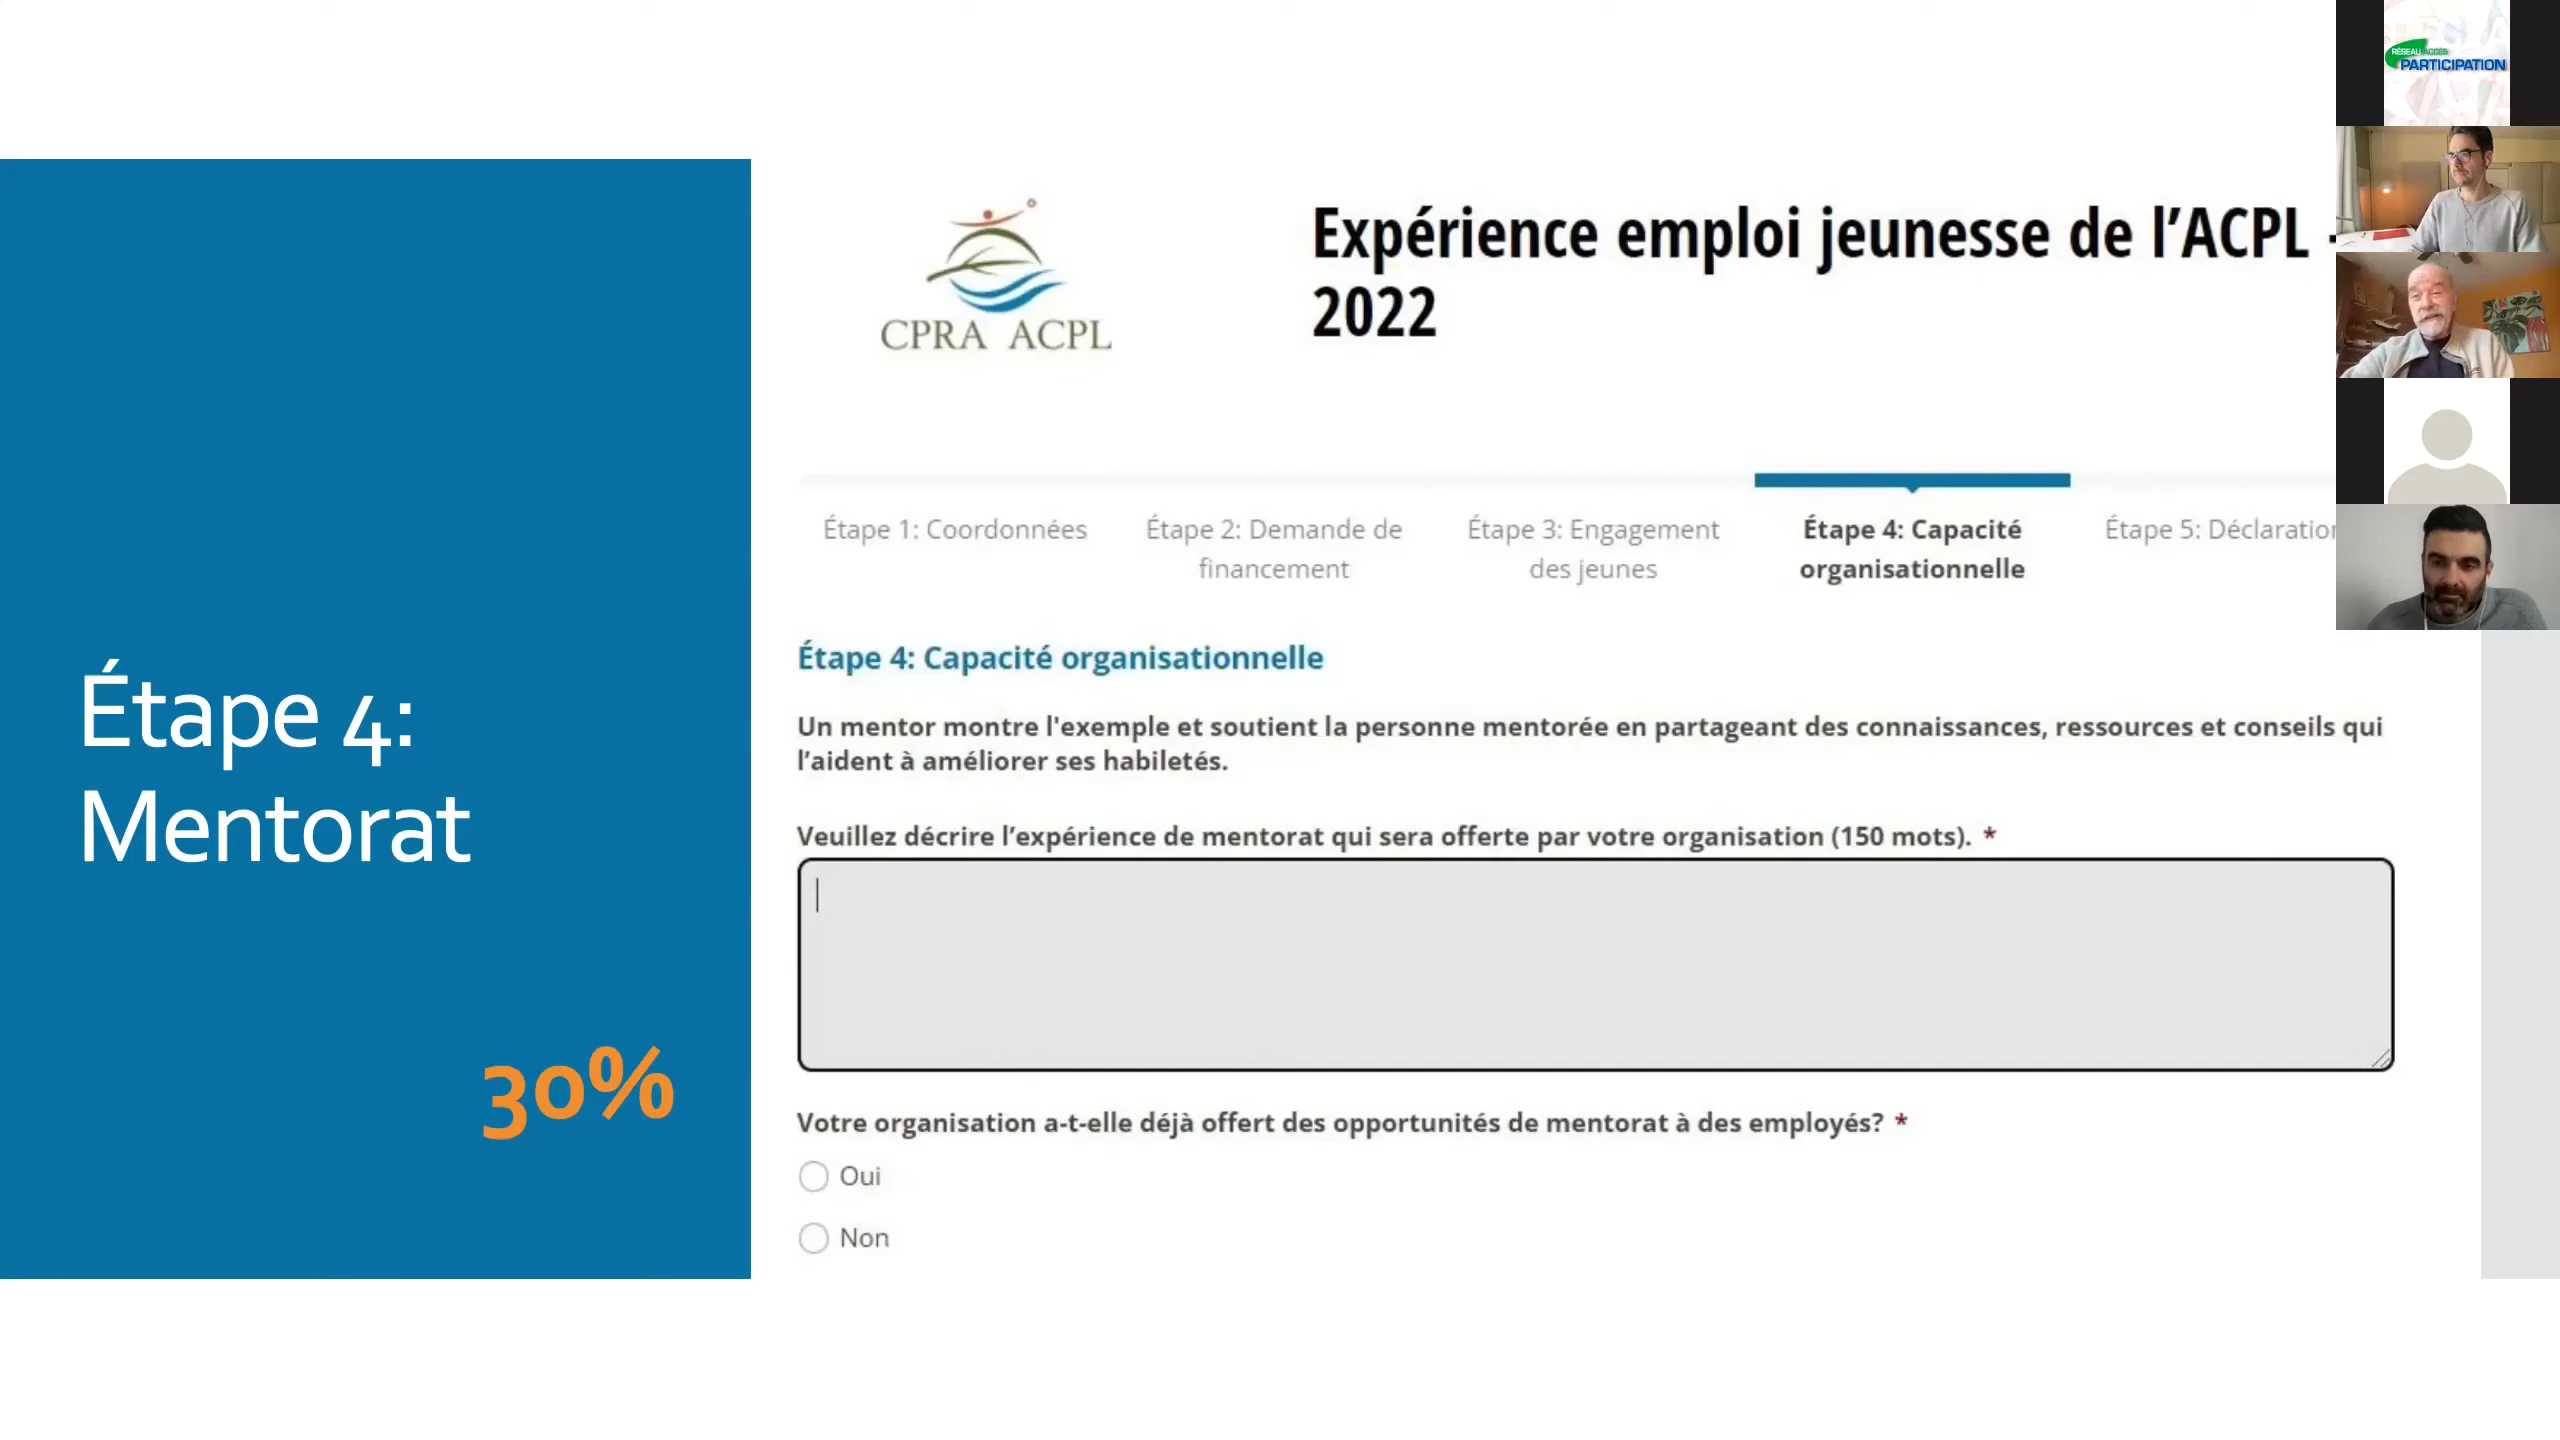 Étape 4:
Mentorat
30%
CPRA ACPL
Expérience emploi jeunesse de l’ACPL -
2022
Étape 1: Coordonnées
Étape 2: Demande de
financement
Étape 3: Engagement
des jeunes
Étape 4: Capacité
organisationnelle
Étape 5: Déclaration
Étape 4: Capacité organisationnelle
Un mentor montre l'exemple et soutient la personne mentorée en partageant des connaissances, ressources et conseils qui
l’aident à améliorer ses habiletés.
Veuillez décrire l’expérience de mentorat qui sera offerte par votre organisation (150 mots). *
Votre organisation a-t-elle déjà offert des opportunités de mentorat à des employés? *
Oui
Non
RÉSEAU ACCÈS
PARTICIPATION